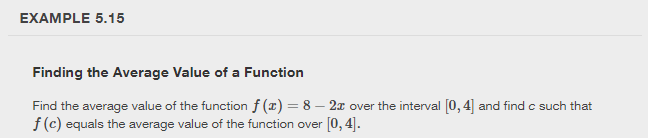 EXAMPLE 5.15
Finding the Average Value of a Function
Find the average value of the function f (x) = 8 − 2x over the interval [0, 4] and find c such that
f (c) equals the average value of the function over [0, 4].